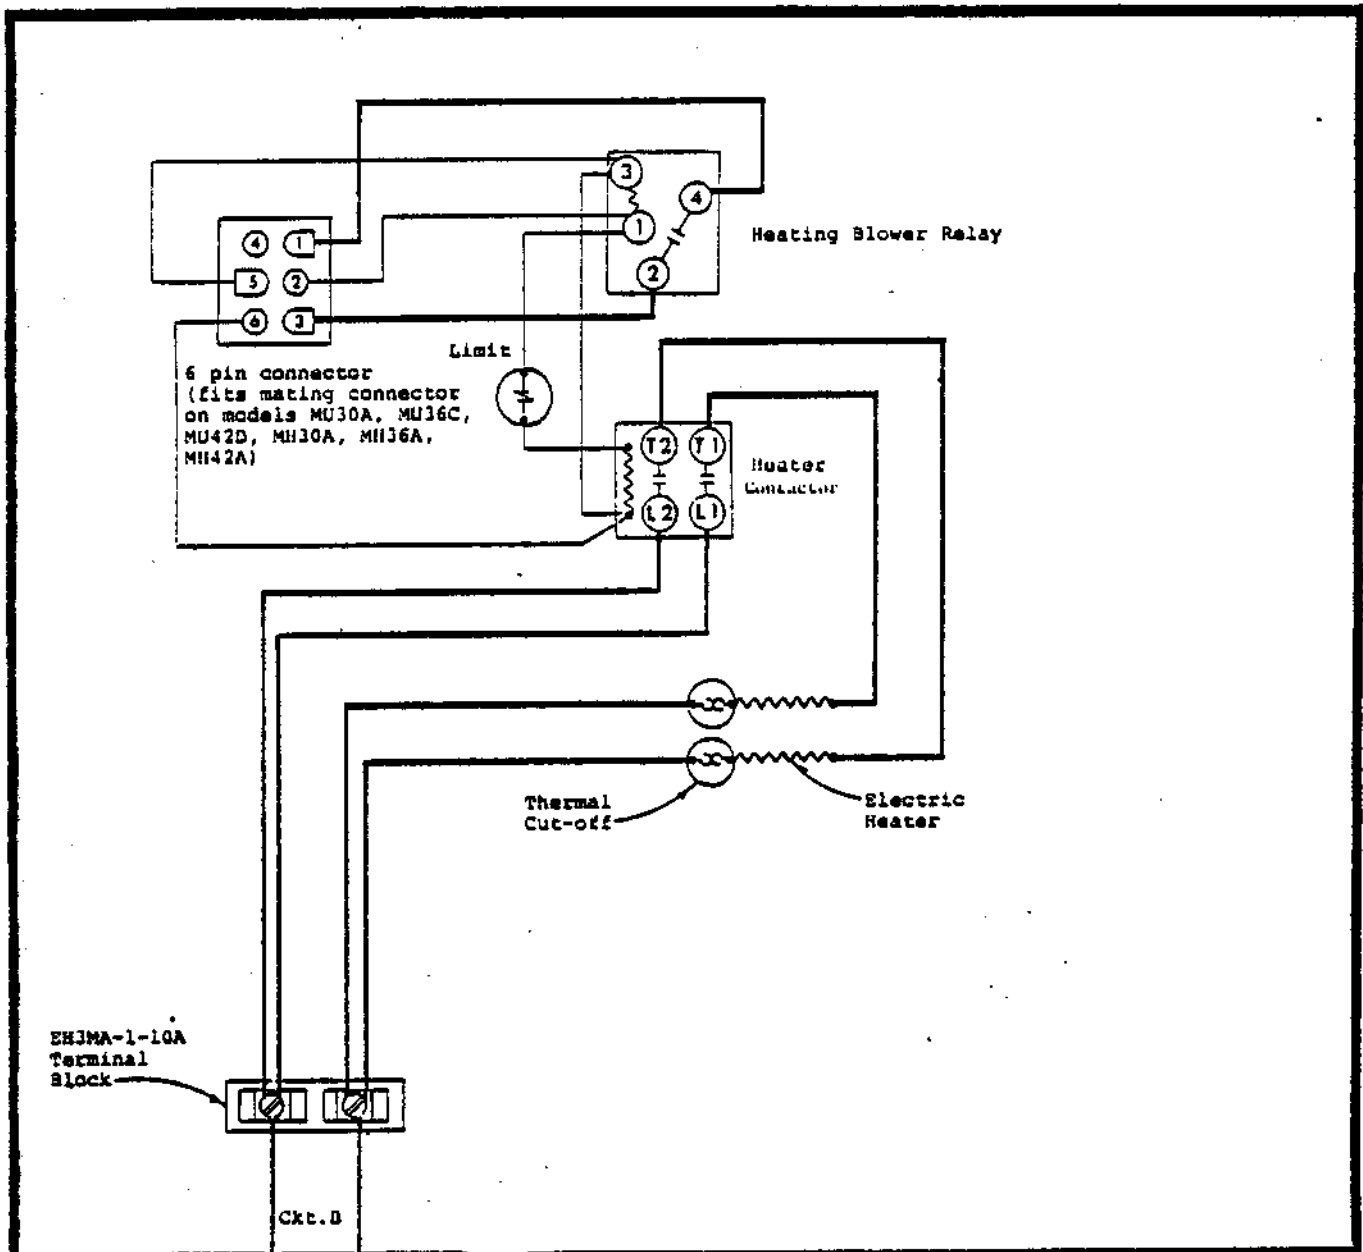 3
4
1
2
Heating Blower Relay
4 1
5 2
6 3
Limit
6 pin connector
(fits mating connector
on models MU30A, MU36C,
MU42D, MH30A, MH36A,
MH42A)
T2 T1
L2 L1
Heater
Contactor
Thermal
Cut-off
Electric
Heater
EH3MA-1-10A
Terminal
Block
Ckt.B